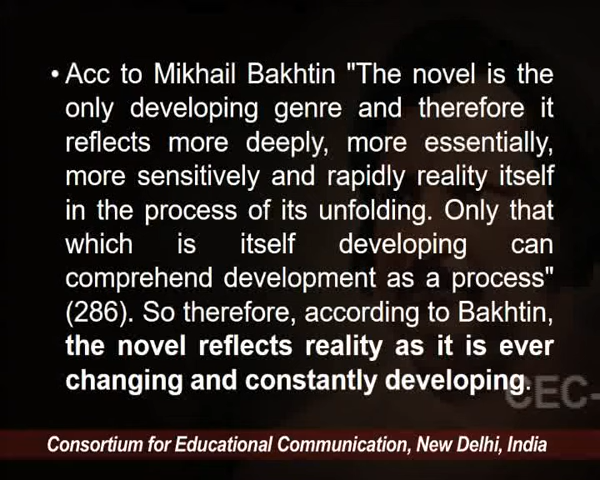 • Acc to Mikhail Bakhtin "The novel is the
only developing genre and therefore it
reflects more deeply, more essentially,
more sensitively and rapidly reality itself
in the process of its unfolding. Only that
which is itself developing can
comprehend development as a process"
(286). So therefore, according to Bakhtin,
the novel reflects reality as it is ever
changing and constantly developing.
CEC-
Consortium for Educational Communication, New Delhi, India